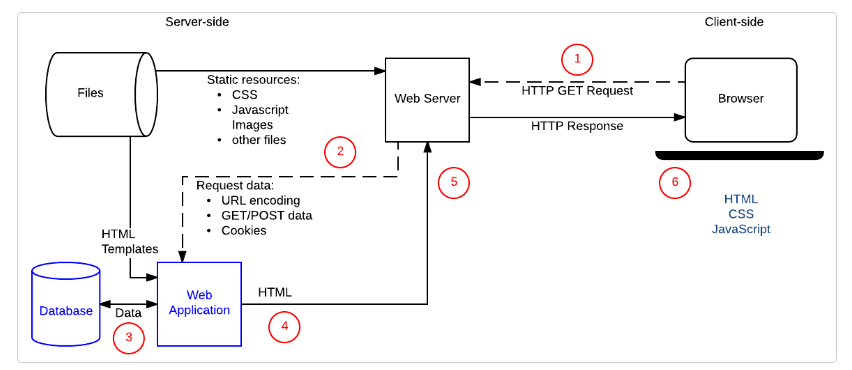 Server-side
Client-side
Files
Static resources:
• CSS
• Javascript
Images
• other files
Web Server
1
HTTP GET Request
HTTP Response
Browser
2
Request data:
• URL encoding
• GET/POST data
• Cookies
5
6
HTML
CSS
JavaScript
HTML
Templates
Database
Data
3
Web
Application
HTML
4